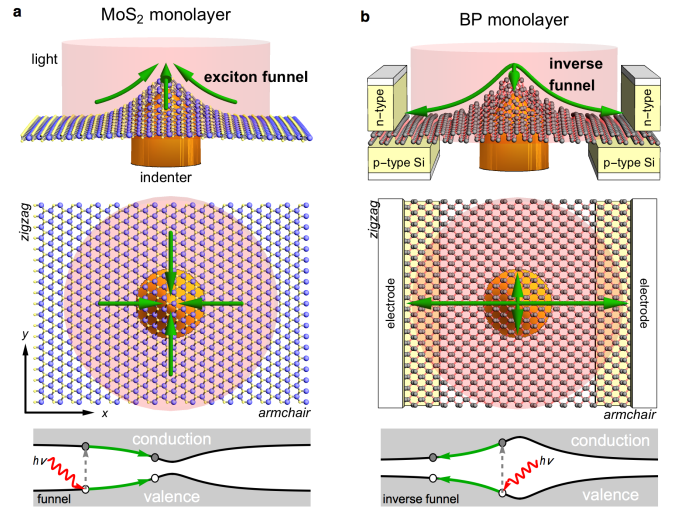 a
MoS2 monolayer
light
exciton funnel
indenter
zigzag
y
x
armchair
conduction
hν
funnel
valence
b
BP monolayer
inverse
funnel
n-type
n-type
p-type Si
p-type Si
zigzag
electrode
electrode
armchair
conduction
hν
inverse funnel
valence